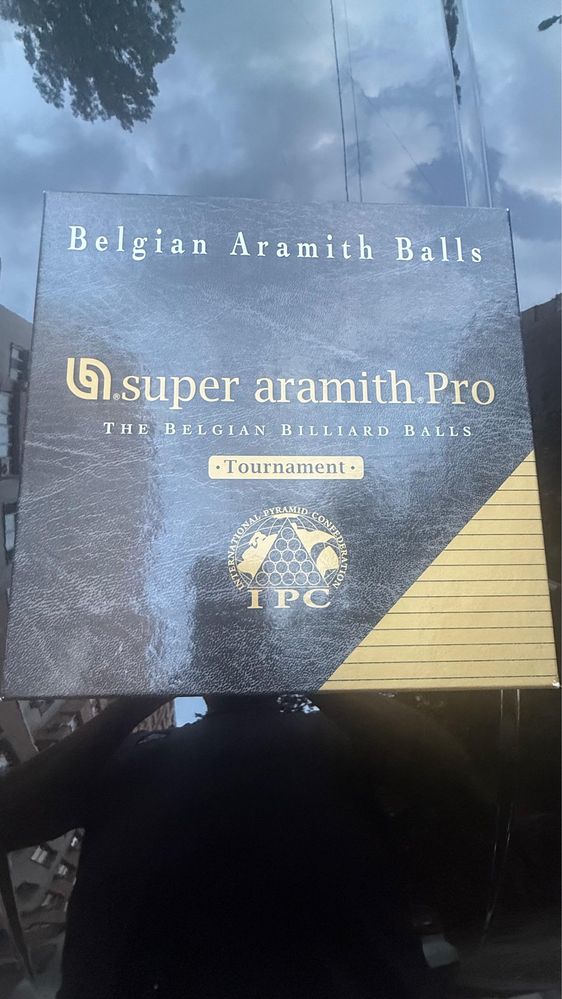 Belgian Aramith Balls
® super aramith® Pro
THE BELGIAN BILLIARD BALLS
· Tournament ·
INTERNATIONAL PYRAMID CONFEDERATION
IPC